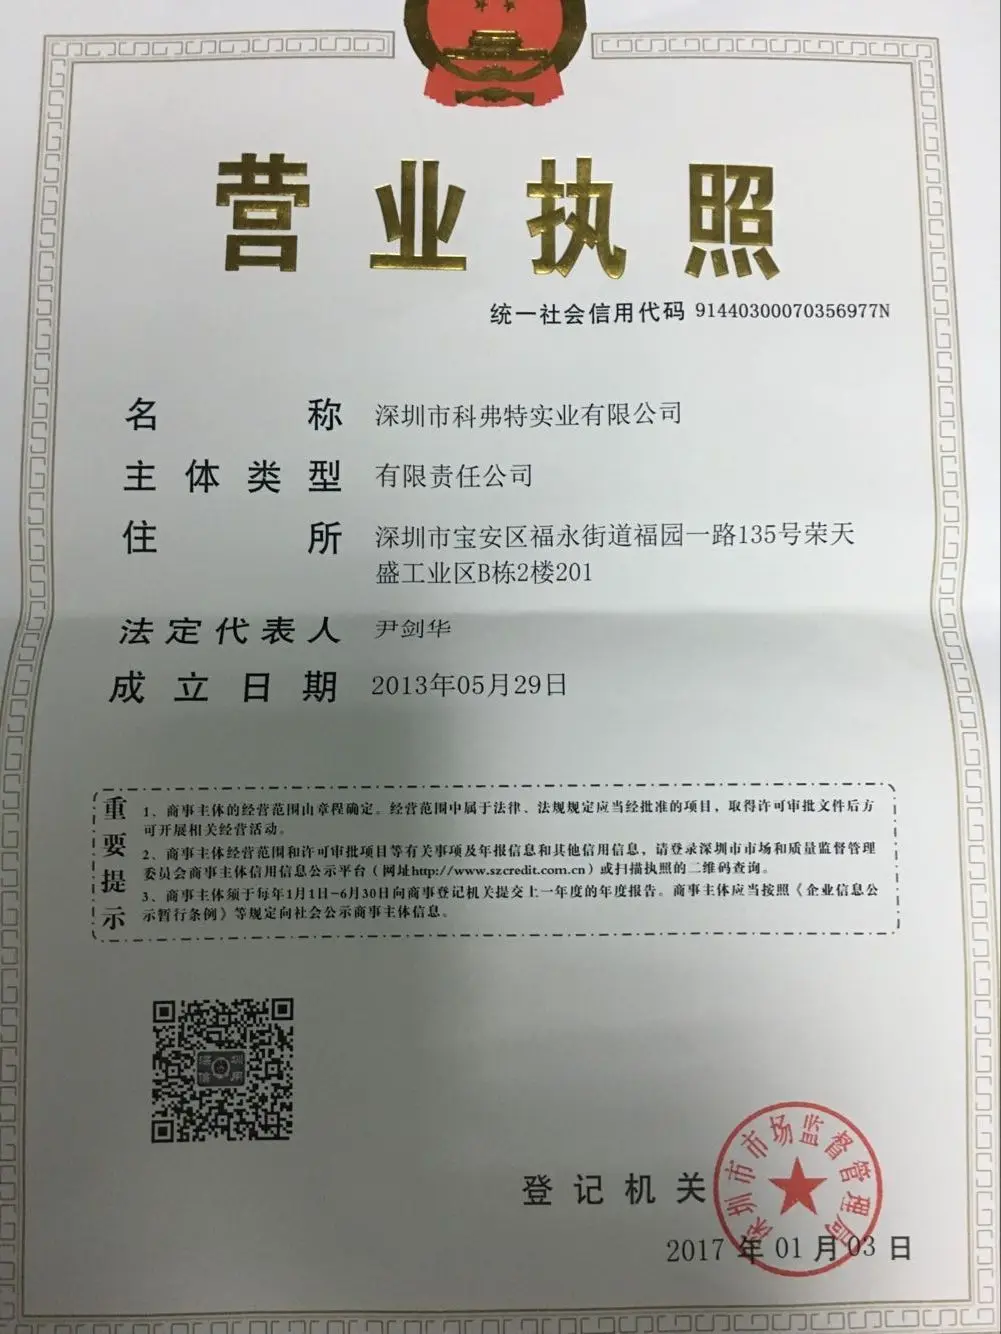 营业执照
统一社会信用代码 91440300070356977N
名称 深圳市科弗特实业有限公司
主体类型 有限责任公司
住所 深圳市宝安区福永街道福园一路135号荣天
盛工业区B栋2楼201
法定代表人 尹剑华
成立日期 2013年05月29日
重要提示
1、商事主体的经营范围由章程确定。经营范围中属于法律、法规规定应当经批准的项目，取得许可审批文件后方
可开展相关经营活动。
2、商事主体经营范围和许可审批项目等有关事项及年报信息和其他信用信息，请登录深圳市市场和质量监督管理
委员会商事主体信用信息公示平台（网址http://www.szcredit.com.cn）或扫描执照的二维码查询。
3、商事主体须于每年1月1日-6月30日向商事登记机关提交上一年度的年度报告。商事主体应当按照《企业信息公
示暂行条例》等规定向社会公示商事主体信息。
深圳
信用
登记机关
深圳市市场监督管理局
2017年01月03日